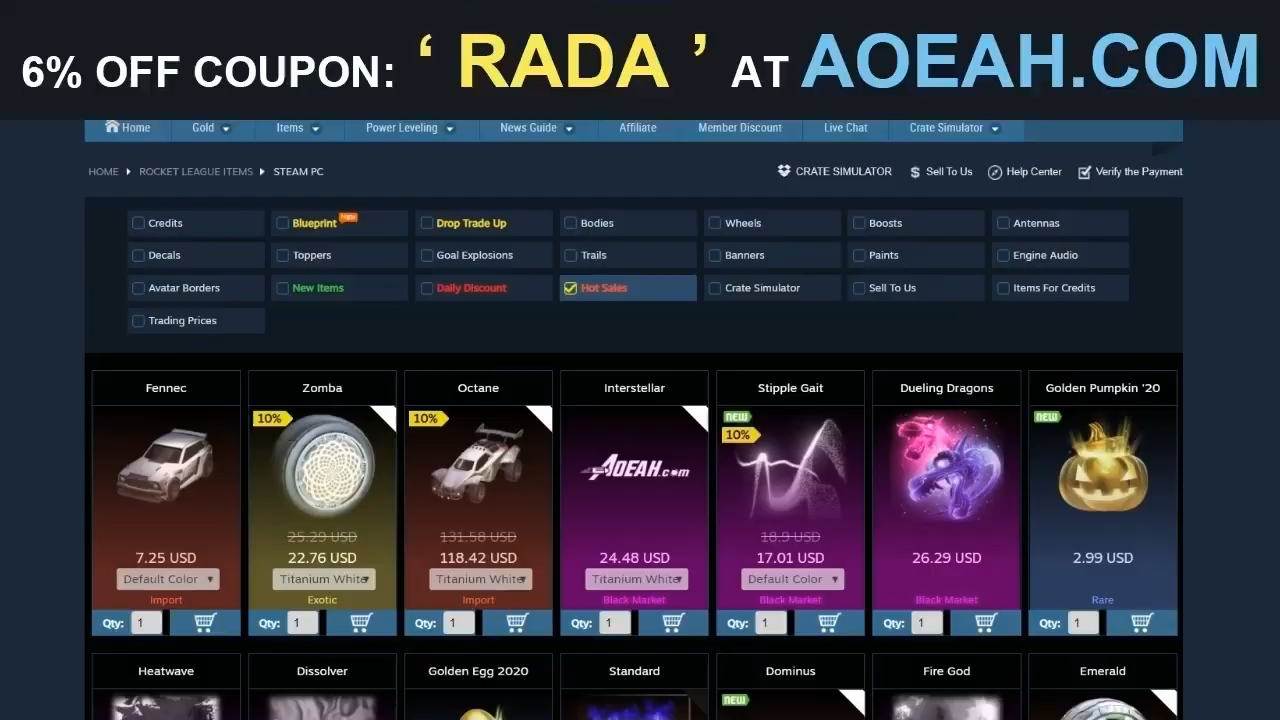 6% OFF COUPON: ‘ RADA ’ AT AOEAH.COM
Home Gold Items Power Leveling News Guide Affiliate Member Discount Live Chat Crate Simulator
HOME ROCKET LEAGUE ITEMS STEAM PC CRATE SIMULATOR Sell To Us Help Center Verify the Payment
Credits Blueprint New Drop Trade Up Bodies Wheels Boosts Antennas
Decals Toppers Goal Explosions Trails Banners Paints Engine Audio
Avatar Borders New Items Daily Discount Hot Sales Crate Simulator Sell To Us Items For Credits
Trading Prices
Fennec Zomba Octane Interstellar Stipple Gait Dueling Dragons Golden Pumpkin '20
10% 10% NEW NEW
10%
AOEAH.com
25.29 USD 131.58 USD 18.9 USD
7.25 USD 22.76 USD 118.42 USD 24.48 USD 17.01 USD 26.29 USD 2.99 USD
Default Color Titanium White Titanium White Titanium White Default Color
Import Exotic Import Black Market Black Market Black Market Rare
Qty: 1 Qty: 1 Qty: 1 Qty: 1 Qty: 1 Qty: 1 Qty: 1
Heatwave Dissolver Golden Egg 2020 Standard Dominus Fire God Emerald
NEW